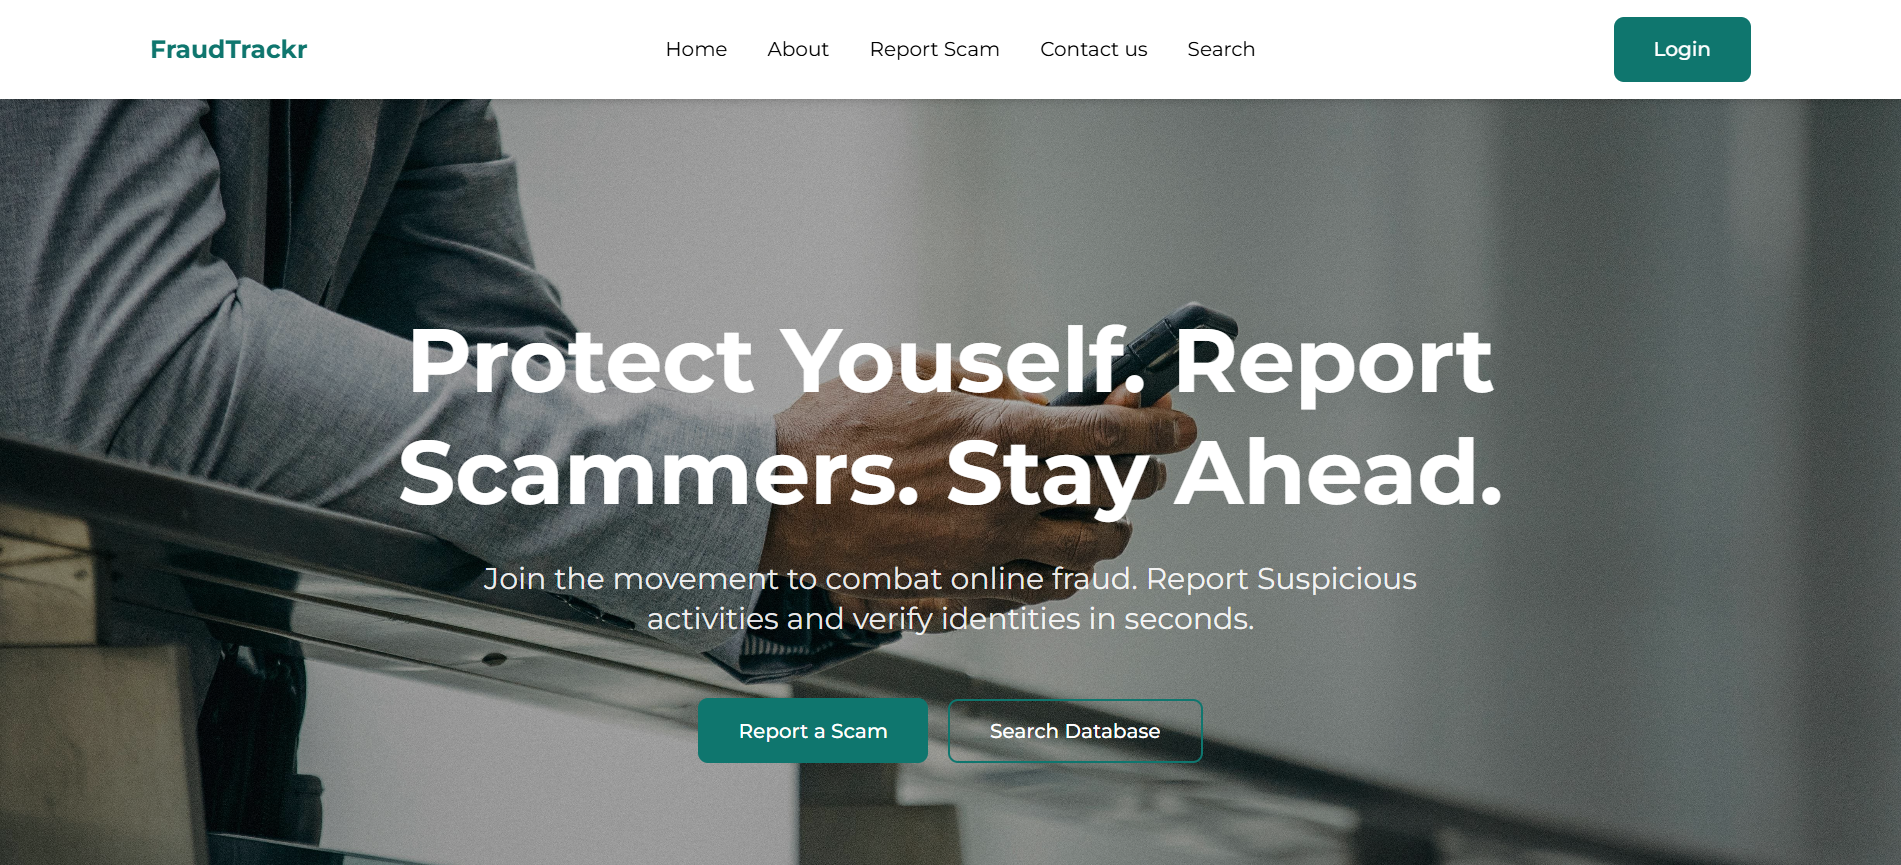 FraudTrackr
Home About Report Scam Contact us Search
Login
Protect Youself. Report
Scammers. Stay Ahead.
Join the movement to combat online fraud. Report Suspicious
activities and verify identities in seconds.
Report a Scam
Search Database